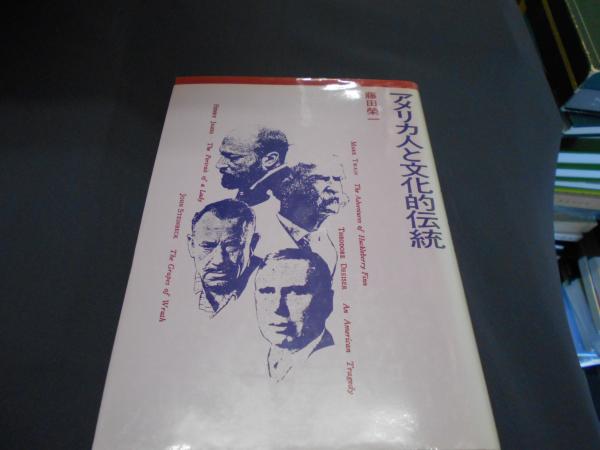 アメリカ人と文化的伝統
藤田榮一
MARK TWAIN The Adventures of Huckleberry Finn
THEODORE DREISER An American Tragedy
HENRY JAMES The Portrait of a Lady
JOHN STEINBECK The Grapes of Wrath